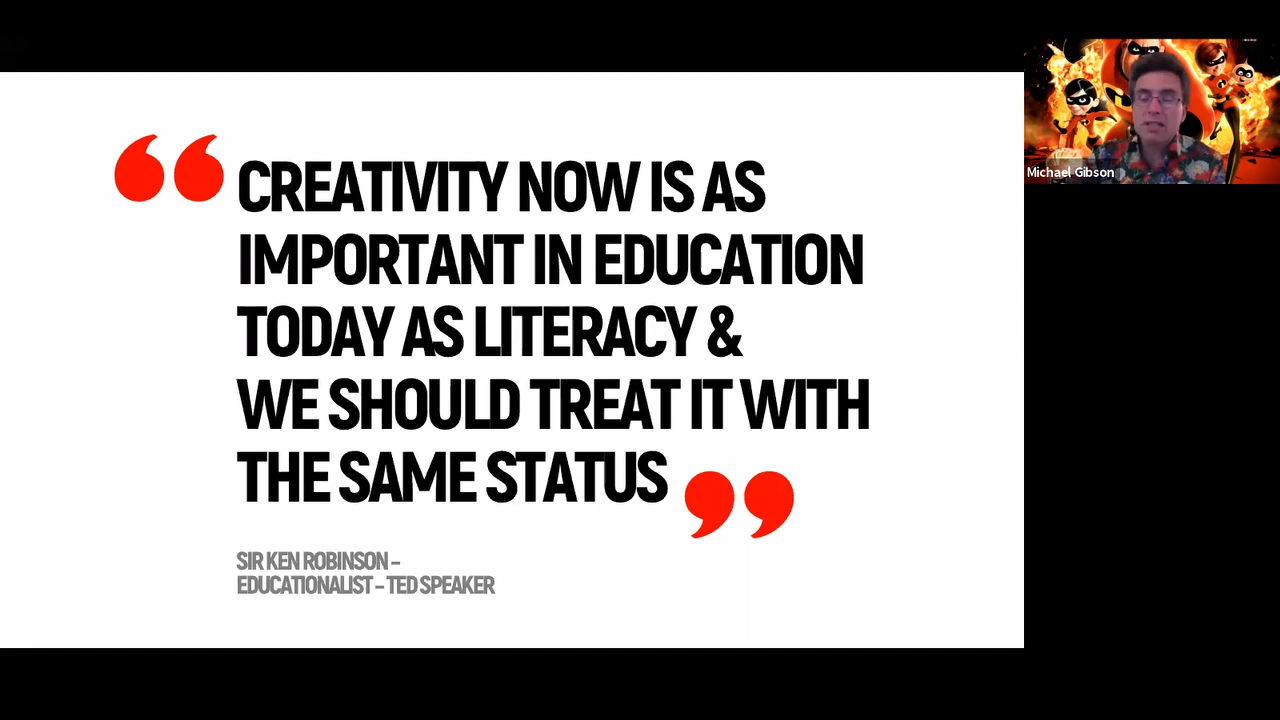 “CREATIVITY NOW IS AS
IMPORTANT IN EDUCATION
TODAY AS LITERACY &
WE SHOULD TREAT IT WITH
THE SAME STATUS”
SIR KEN ROBINSON –
EDUCATIONALIST – TED SPEAKER
Michael Gibson